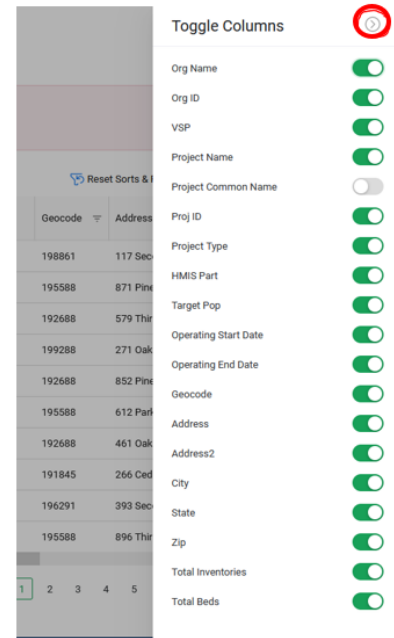 Toggle Columns
Org Name
Org ID
VSP
Project Name
Project Common Name
Proj ID
Project Type
HMIS Part
Target Pop
Operating Start Date
Operating End Date
Geocode
Address
Address2
City
State
Zip
Total Inventories
Total Beds
Reset Sorts &
Geocode Address
198861 117 Sec
195588 871 Pine
192688 579 Thir
199288 271 Oak
192688 852 Pine
195588 612 Park
192688 461 Oak
191845 266 Ced
196291 393 Sec
195588 896 Thir
1 2 3 4 5